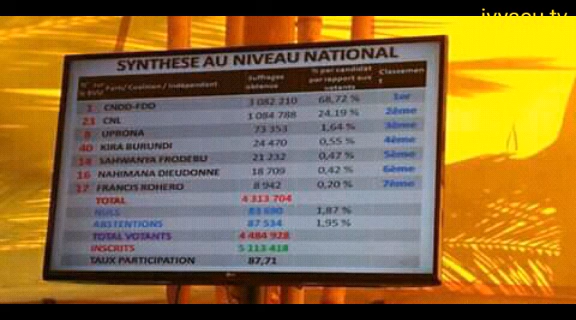 SYNTHESE AU NIVEAU NATIONAL
Parti/Coalition/Indépendant Suffrages obtenus % par candidat par rapport aux votants Classement
1 CNDD-FDD 3 082 210 68,72 % 1er
23 CNL 1 084 788 24,19 % 2ème
8 UPRONA 73 353 1,64 % 3ème
40 KIRA BURUNDI 24 470 0,55 % 4ème
18 SAHWANYA FRODEBU 21 232 0,47 % 5ème
16 NAHIMANA DIEUDONNE 18 709 0,42 % 6ème
17 FRANCIS ROHERO 8 942 0,20 % 7ème
TOTAL 4 313 704
NULS 83 690 1,87 %
ABSTENTIONS 87 534 1,95 %
TOTAL VOTANTS 4 484 928
INSCRITS 5 113 418
TAUX PARTICIPATION 87,71
LG